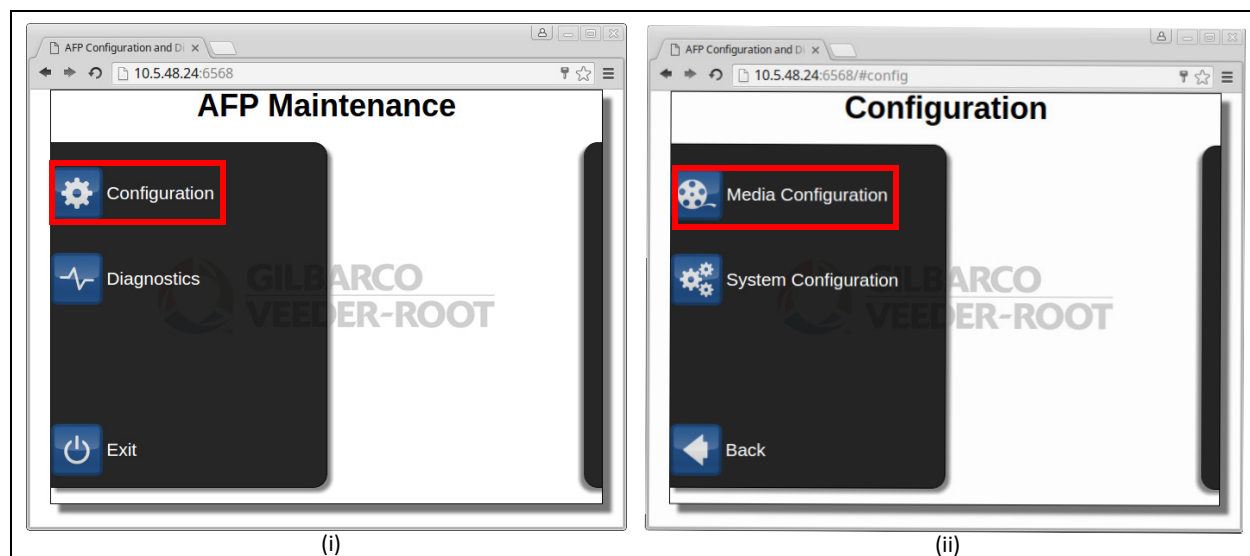 AFP Configuration and Di
10.5.48.24:6568
AFP Maintenance
Configuration
Diagnostics
GILBARCO
VEEDER-ROOT
Exit
(i)
AFP Configuration and Di
10.5.48.24:6568/#config
Configuration
Media Configuration
System Configuration
GILBARCO
VEEDER-ROOT
Back
(ii)